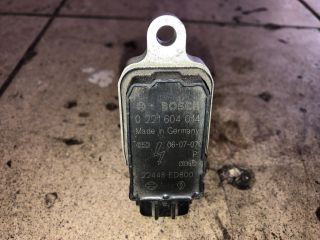 BOSCH
0 221 604 014
Made in Germany
06-07-07
22448 ED800